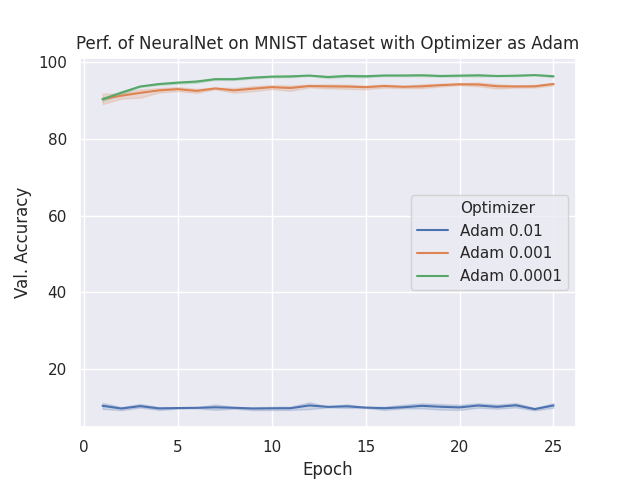 Perf. of NeuralNet on MNIST dataset with Optimizer as Adam
100
80
60
40
20
Val. Accuracy
Optimizer
Adam 0.01
Adam 0.001
Adam 0.0001
0 5 10 15 20 25
Epoch